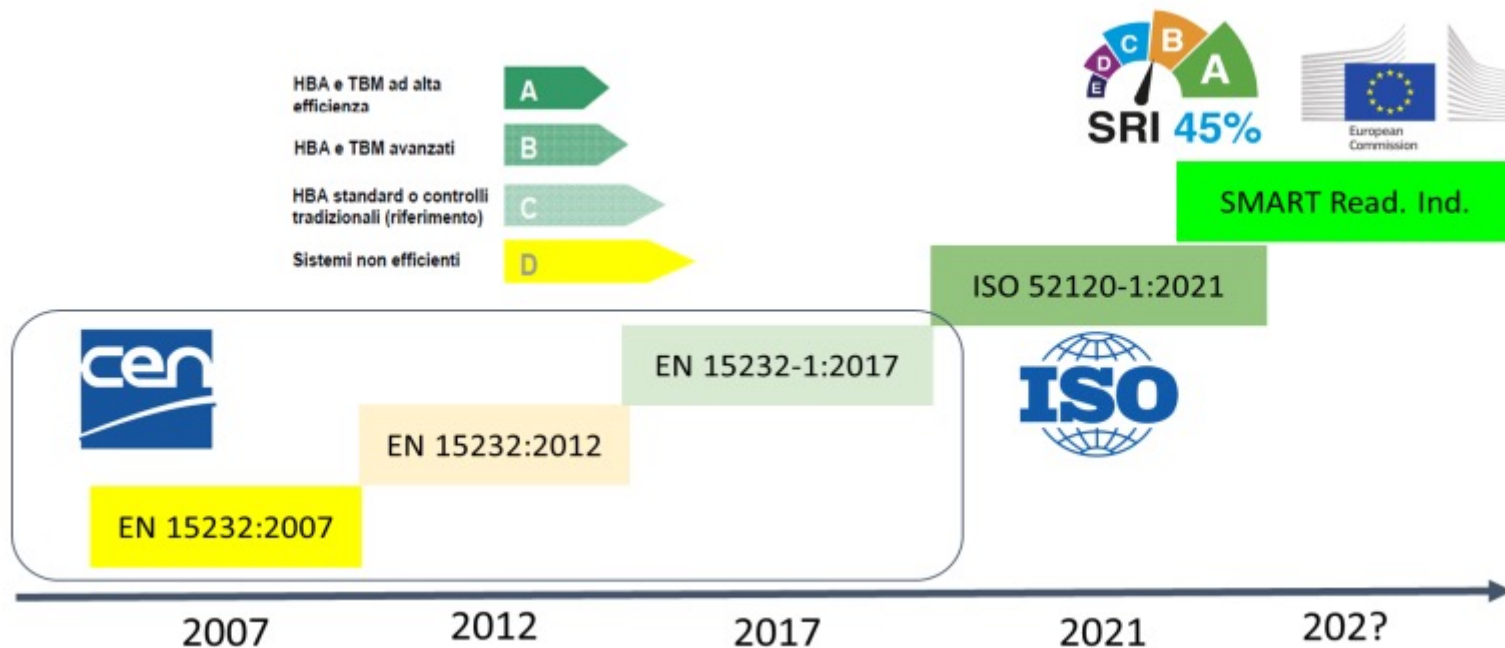 HBA e TBM ad alta
efficienza
A
HBA e TBM avanzati
B
HBA standard o controlli
tradizionali (riferimento)
C
Sistemi non efficienti
D
E
D
C
B
A
SRI 45%
European
Commission
SMART Read. Ind.
ISO 52120-1:2021
cen
EN 15232-1:2017
ISO
EN 15232:2012
EN 15232:2007
2007
2012
2017
2021
202?